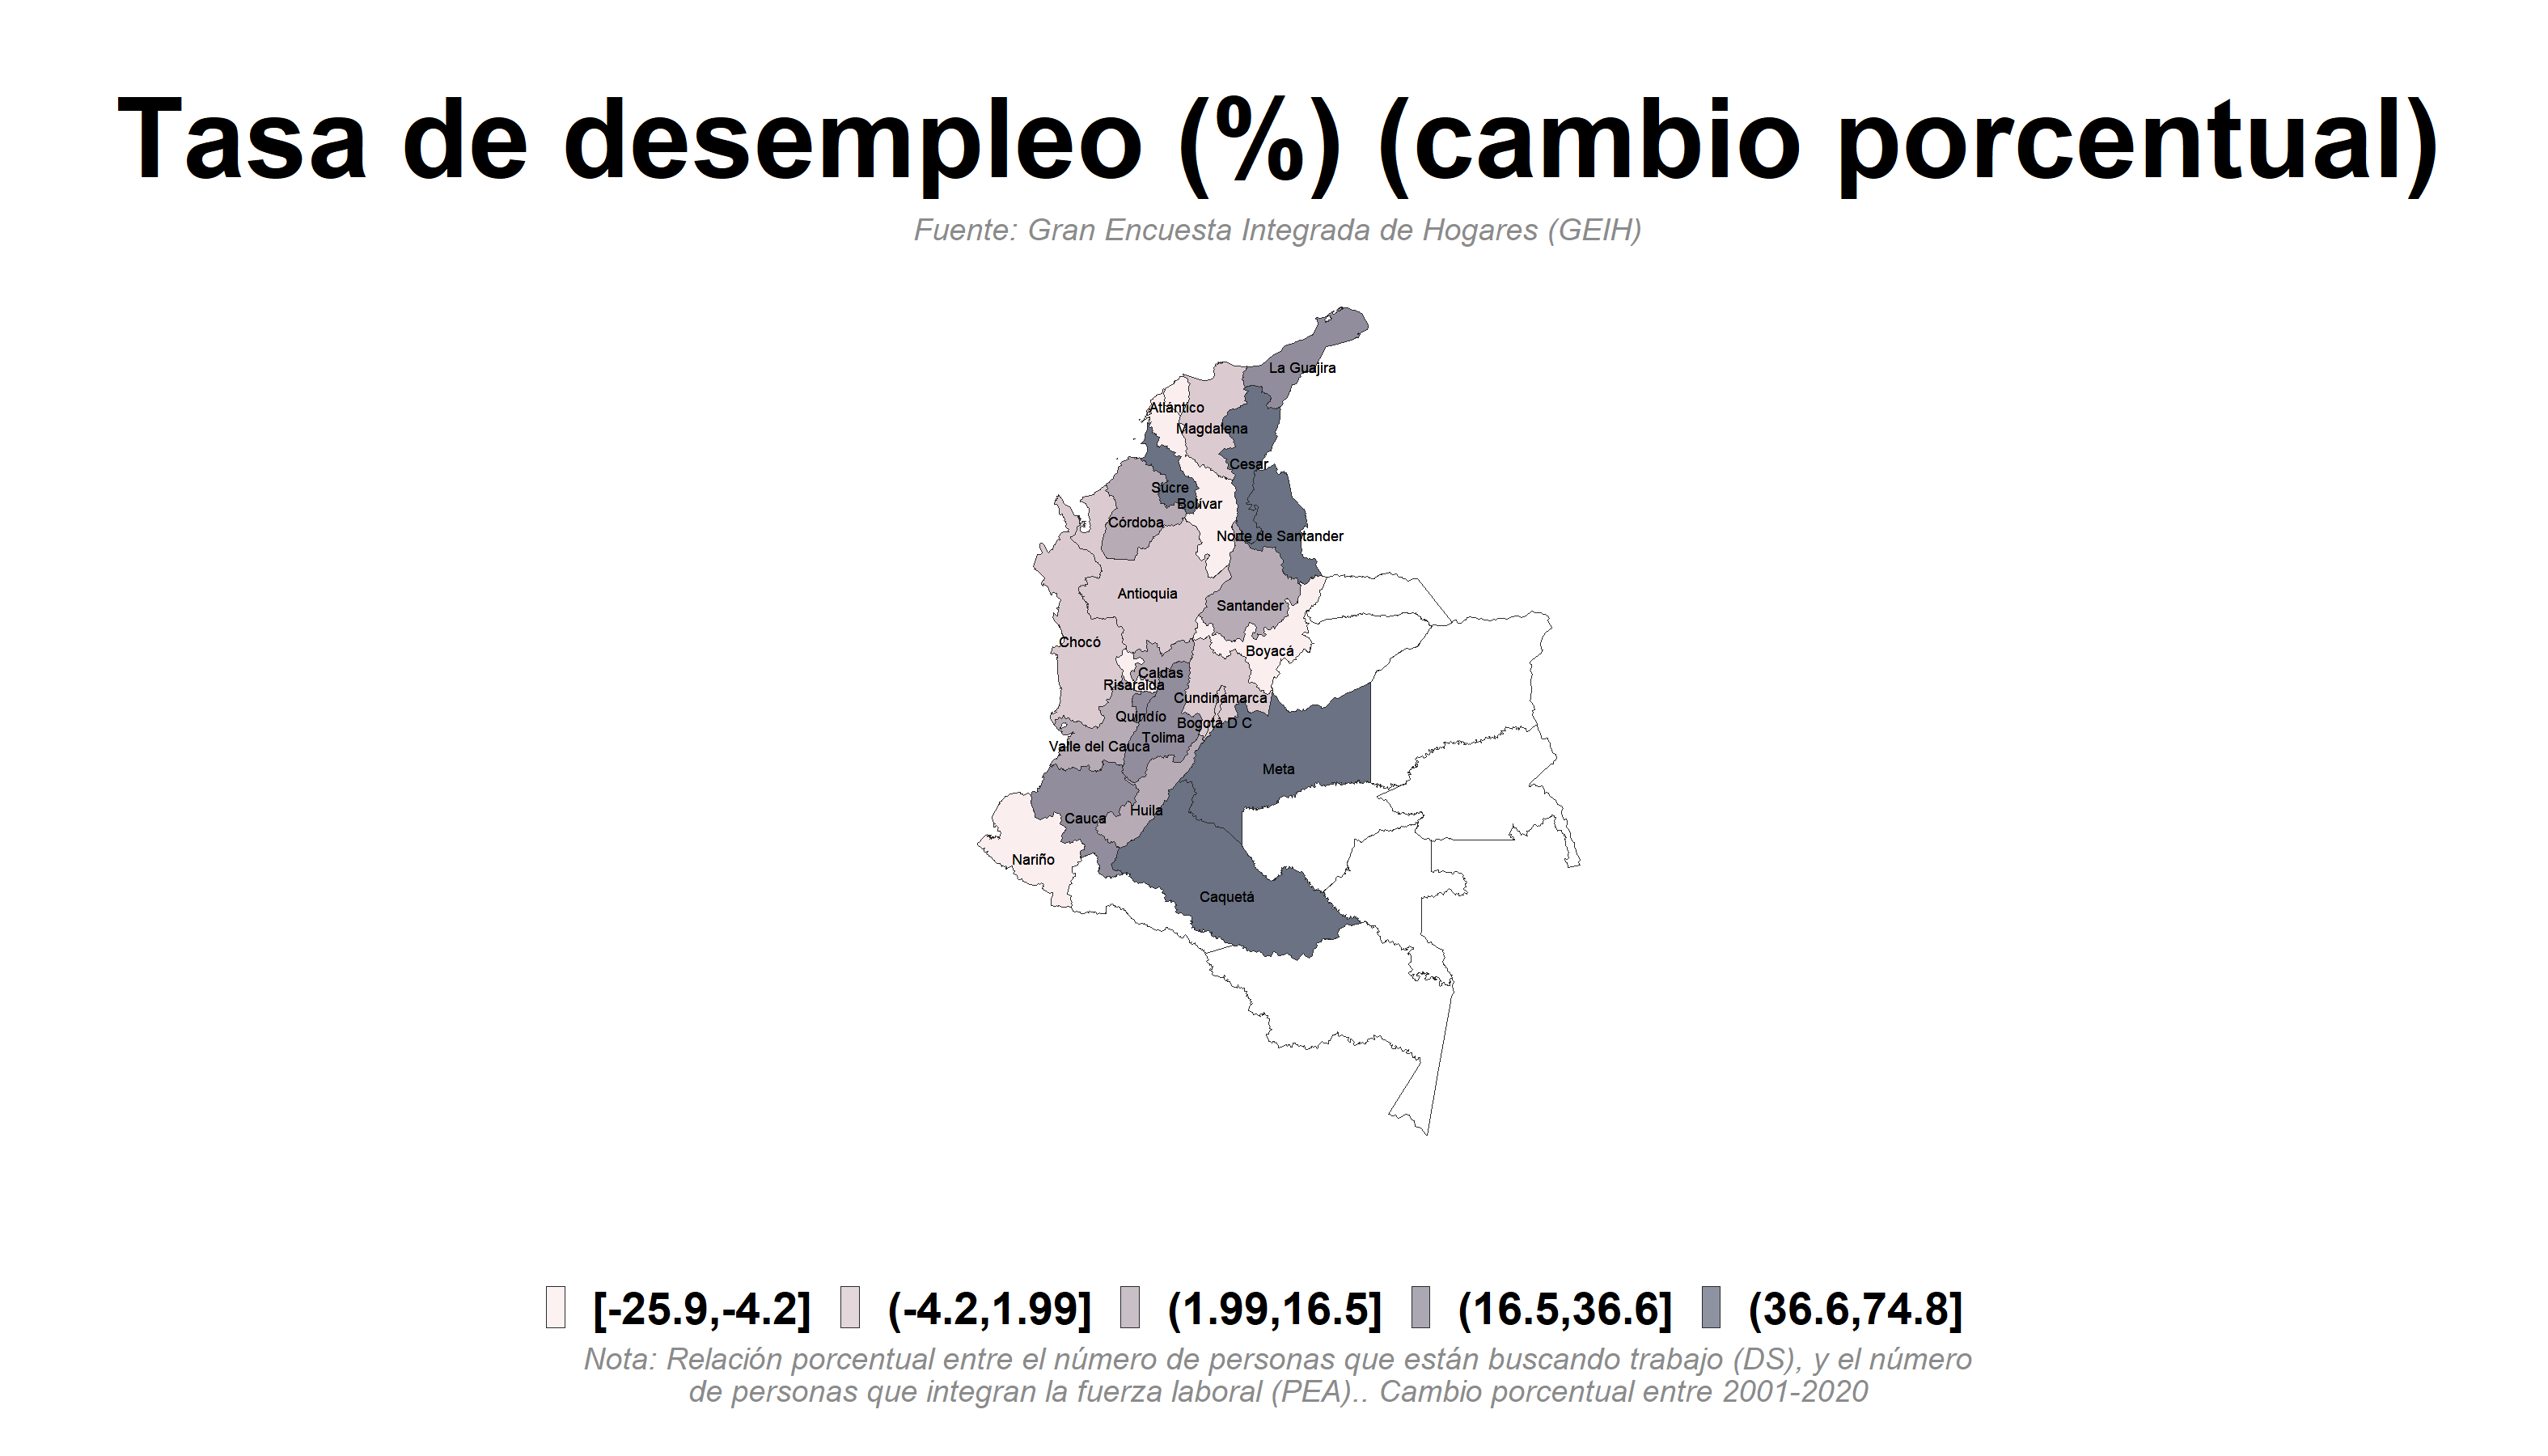 Tasa de desempleo (%) (cambio porcentual)
Fuente: Gran Encuesta Integrada de Hogares (GEIH)
La Guajira
Atlántico
Magdalena
Cesar
Sucre
Bolívar
Córdoba
Norte de Santander
Antioquia
Santander
Chocó
Boyacá
Caldas
Risaralda
Cundinamarca
Quindío
Bogotá D C
Tolima
Valle del Cauca
Meta
Huila
Cauca
Nariño
Caquetá
[-25.9,-4.2] (-4.2,1.99] (1.99,16.5] (16.5,36.6] (36.6,74.8]
Nota: Relación porcentual entre el número de personas que están buscando trabajo (DS), y el número
de personas que integran la fuerza laboral (PEA).. Cambio porcentual entre 2001-2020